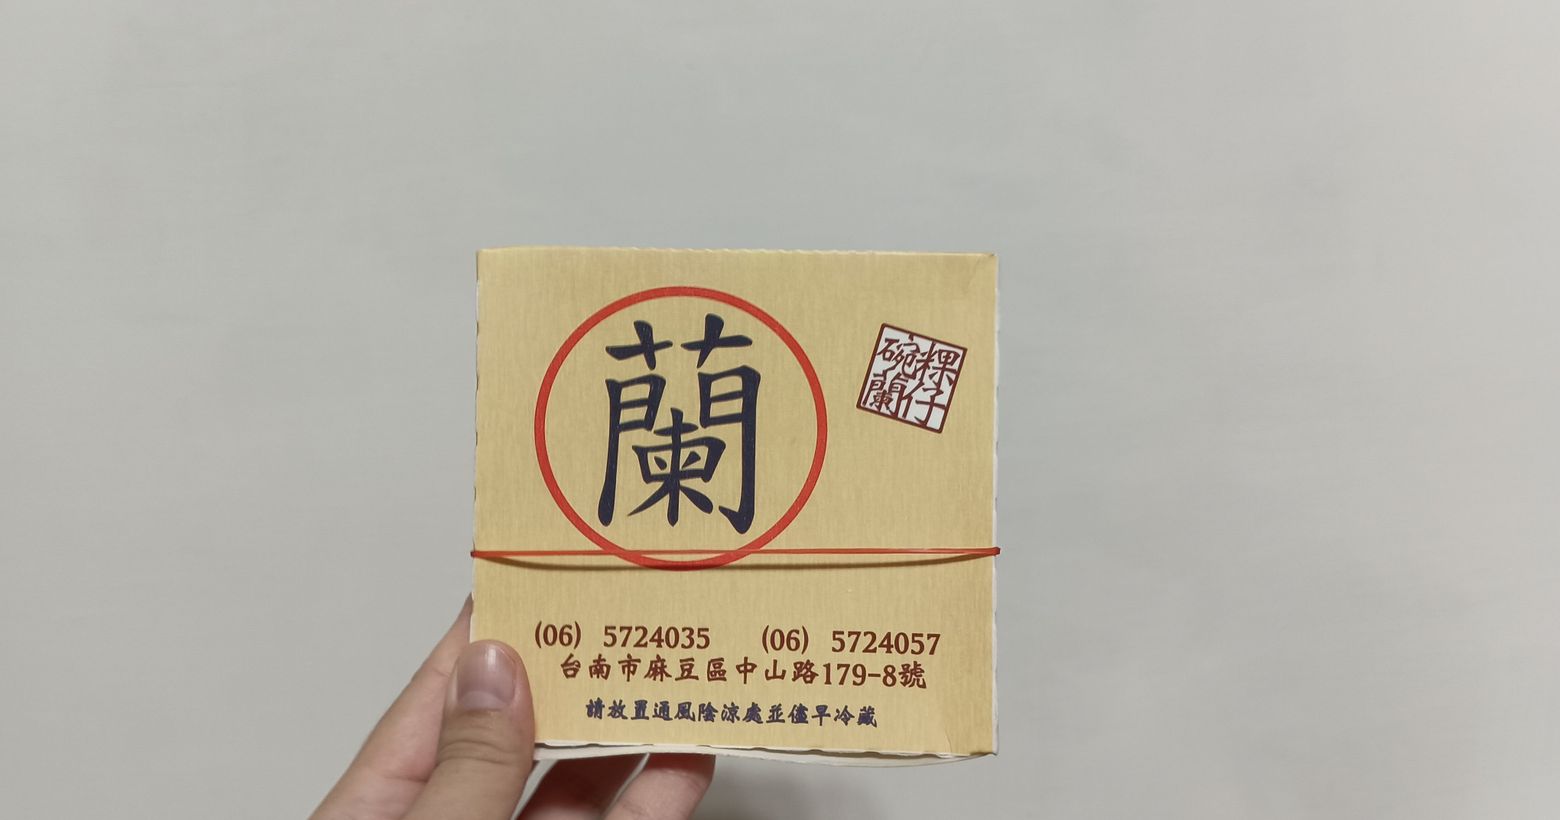 蘭
粿仔
碗蘭
(06) 5724035 (06) 5724057
台南市麻豆區中山路179-8號
請放置通風陰涼處並儘早冷藏